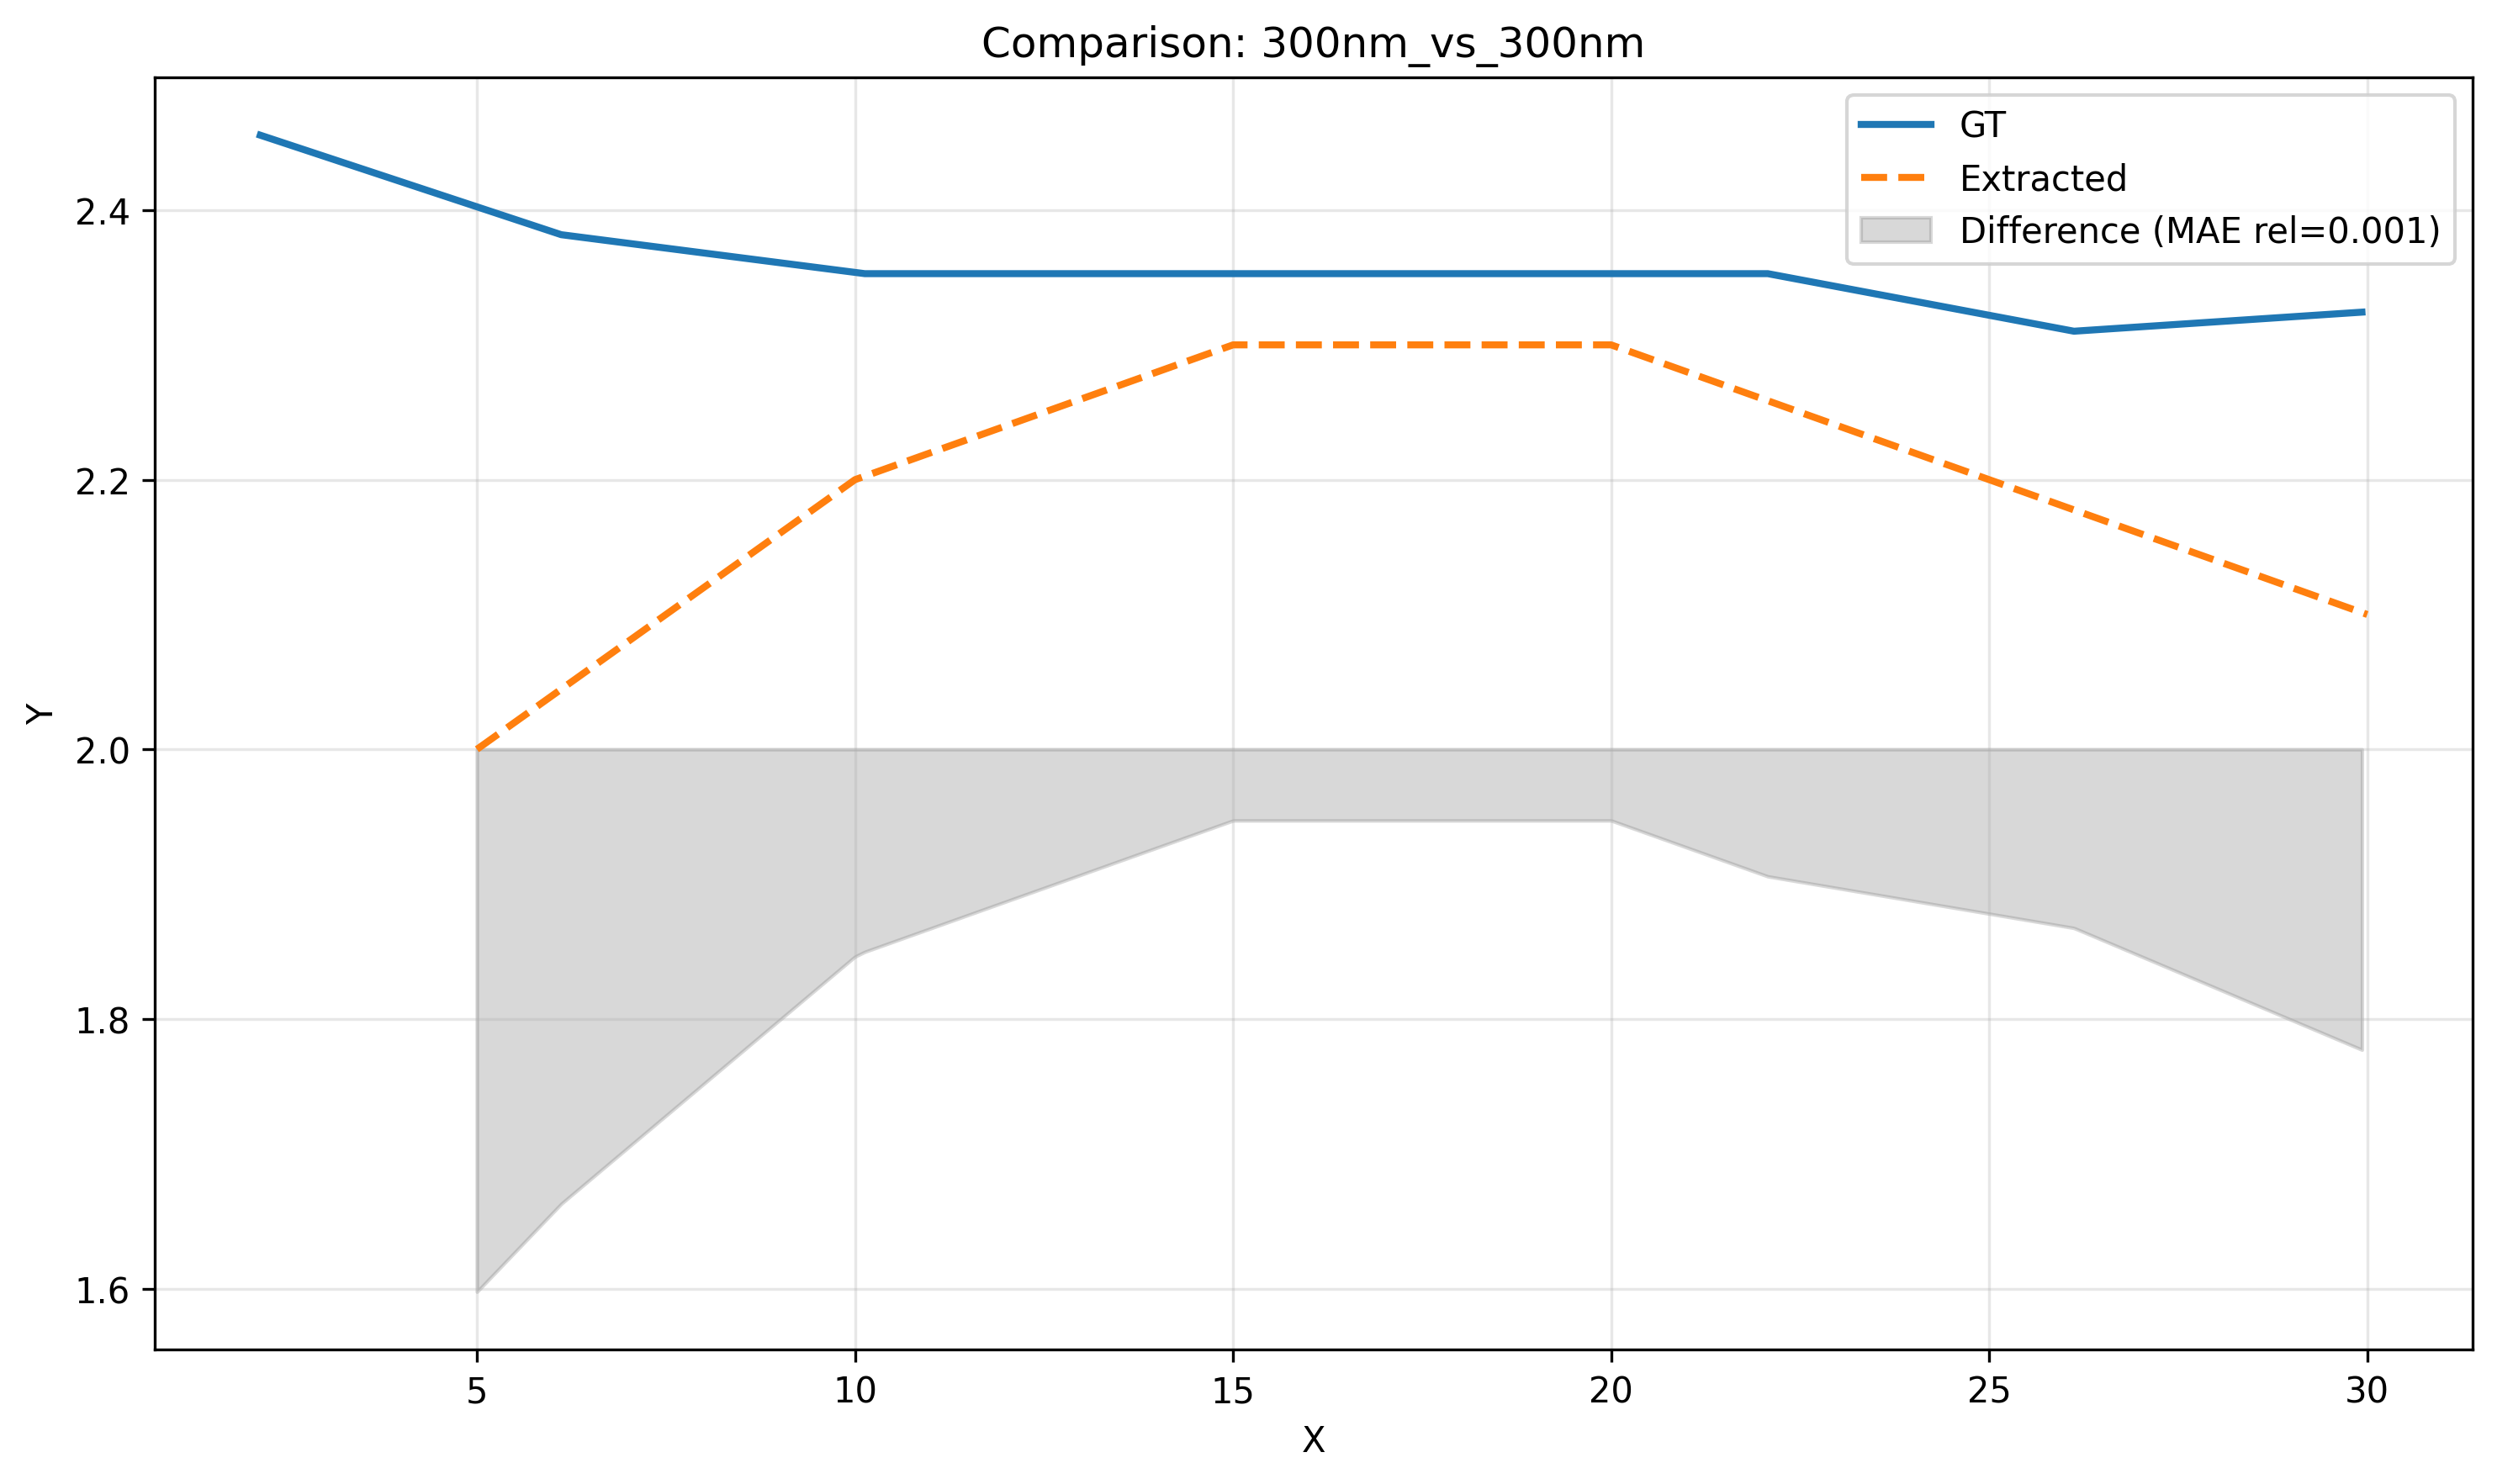 Comparison: 300nm_vs_300nm
GT
Extracted
Difference (MAE rel=0.001)
Y
2.4
2.2
2.0
1.8
1.6
5 10 15 20 25 30
X